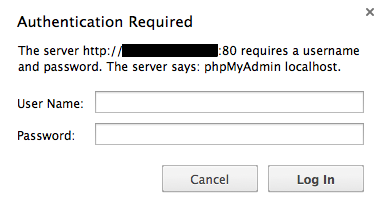 Authentication Required
The server http://:80 requires a username
and password. The server says: phpMyAdmin localhost.
User Name:
Password:
Cancel
Log In